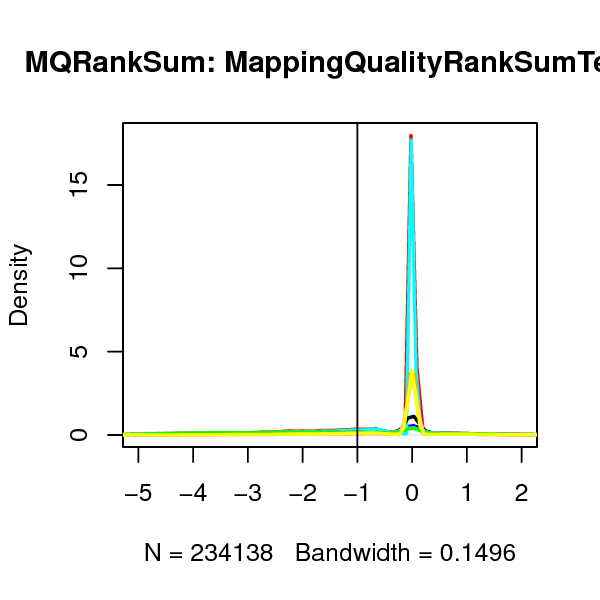 MQRankSum: MappingQualityRankSumTe
Density
15
10
5
0
−5 −4 −3 −2 −1 0 1 2
N = 234138 Bandwidth = 0.1496